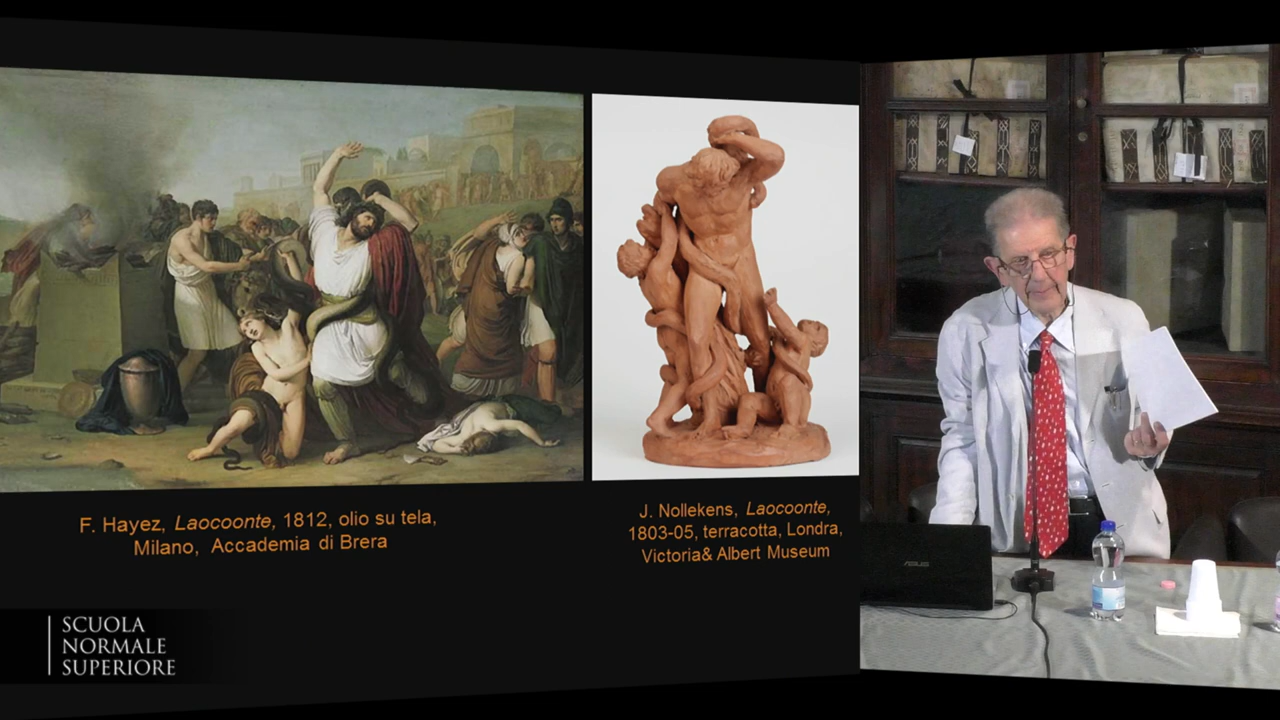 F. Hayez, Laocoonte, 1812, olio su tela,
Milano, Accademia di Brera
J. Nollekens, Laocoonte,
1803-05, terracotta, Londra,
Victoria& Albert Museum
SCUOLA
NORMALE
SUPERIORE
ASUS